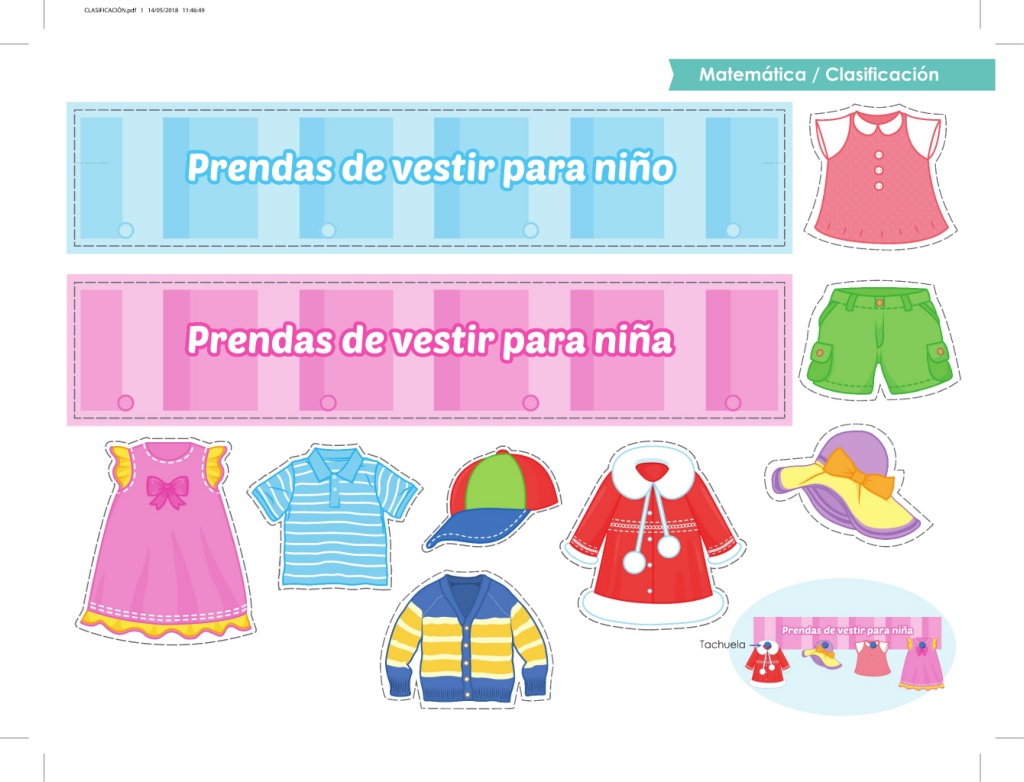 CLASIFICACIÓN.pdf 1 14/05/2018 11:46:49
Matemática / Clasificación
Prendas de vestir para niño
Prendas de vestir para niña
Prendas de vestir para niña
Tachuela